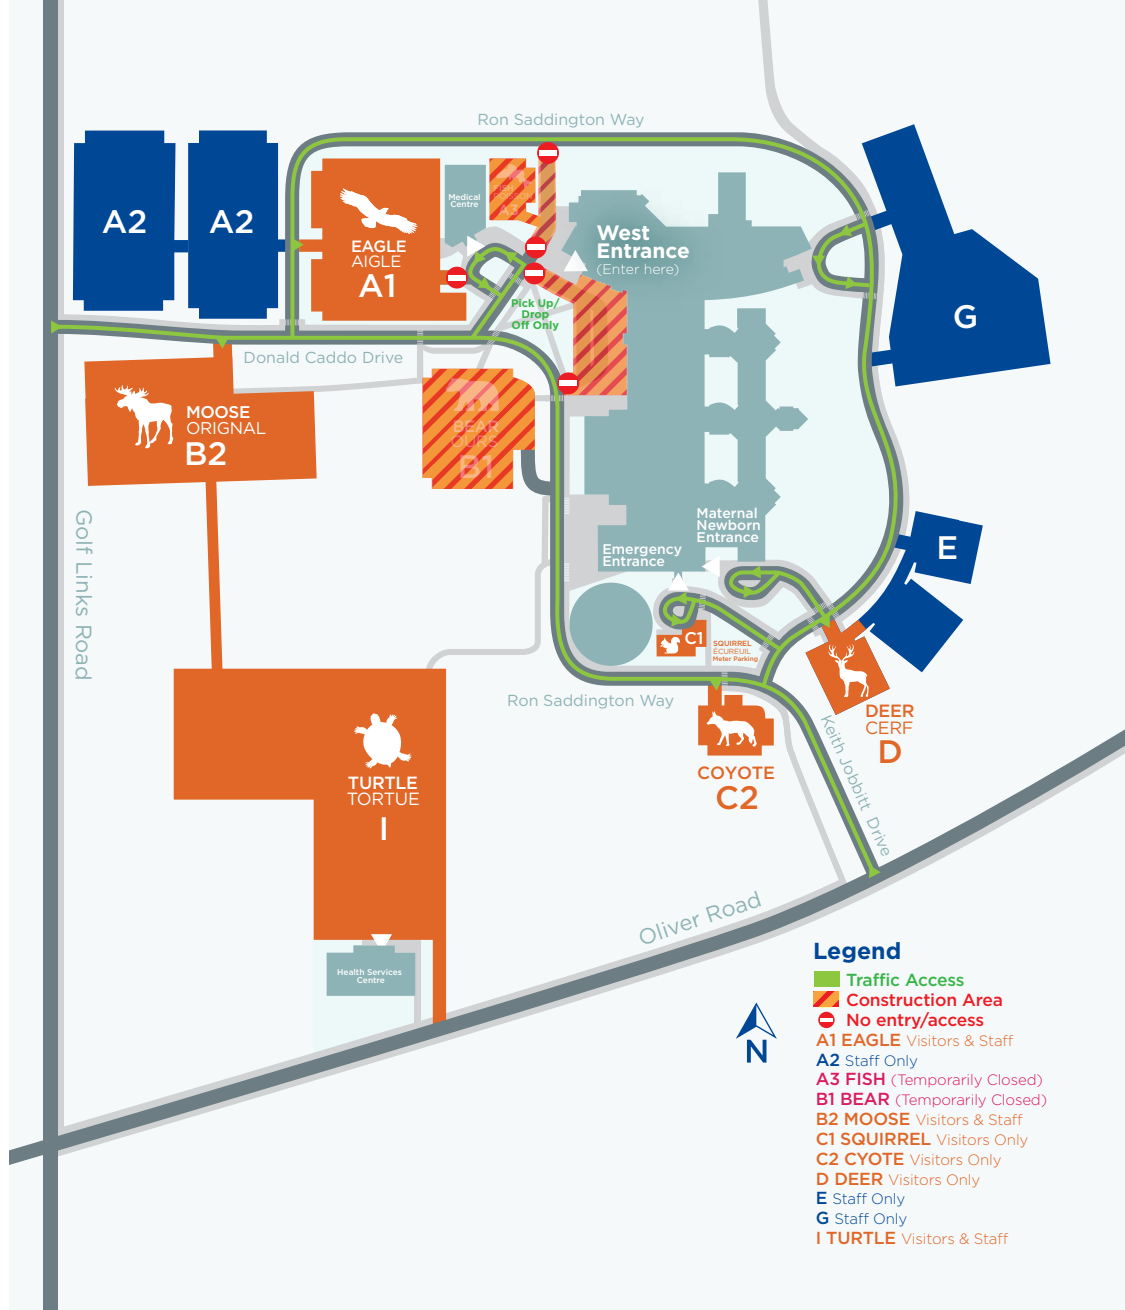 Ron Saddington Way
A2
A2
EAGLE
AIGLE
A1
Medical
Centre
FISH
POISSON
A3
West
Entrance
(Enter here)
Pick Up/
Drop
Off Only
G
Donald Caddo Drive
MOOSE
ORIGNAL
B2
BEAR
OURS
B1
Golf Links Road
Maternal
Newborn
Entrance
Emergency
Entrance
E
C1
SQUIRREL
ÉCUREUIL
Meter Parking
Ron Saddington Way
DEER
CERF
D
Keith Jobbitt Drive
COYOTE
C2
TURTLE
TORTUE
I
Oliver Road
Health Services
Centre
N
Legend
Traffic Access
Construction Area
No entry/access
A1 EAGLE Visitors & Staff
A2 Staff Only
A3 FISH (Temporarily Closed)
B1 BEAR (Temporarily Closed)
B2 MOOSE Visitors & Staff
C1 SQUIRREL Visitors Only
C2 CYOTE Visitors Only
D DEER Visitors Only
E Staff Only
G Staff Only
I TURTLE Visitors & Staff